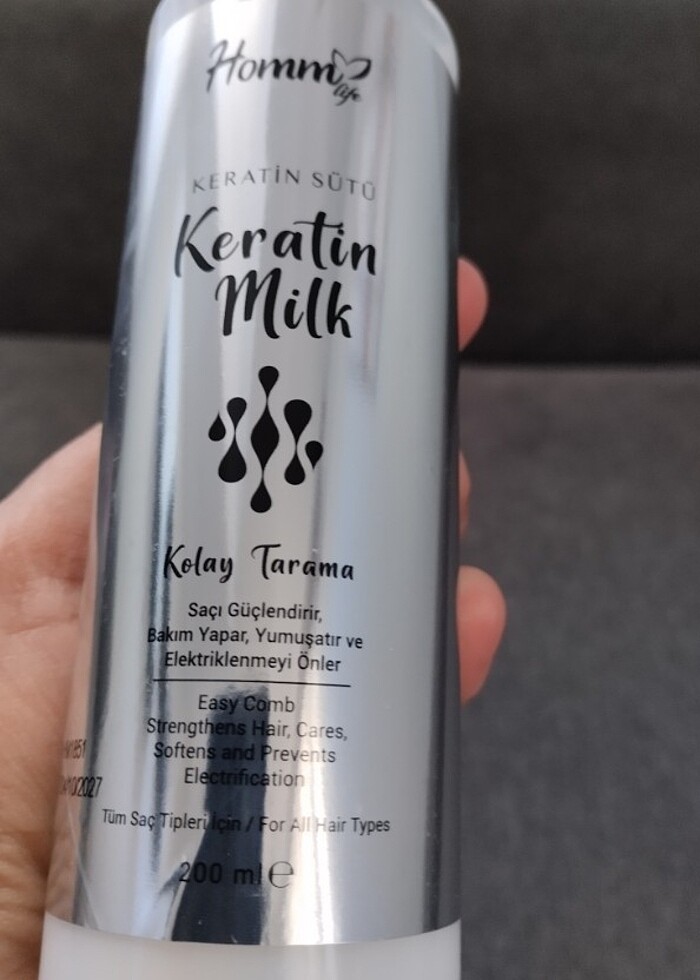 Homm
life
KERATİN SÜTÜ
Keratin
Milk
Kolay Tarama
Saçı Güçlendirir,
Bakım Yapar, Yumuşatır ve
Elektriklenmeyi Önler
Easy Comb
Strengthens Hair, Cares,
Softens and Prevents
Electrification
Tüm Saç Tipleri İçin / For All Hair Types
200 ml ℮